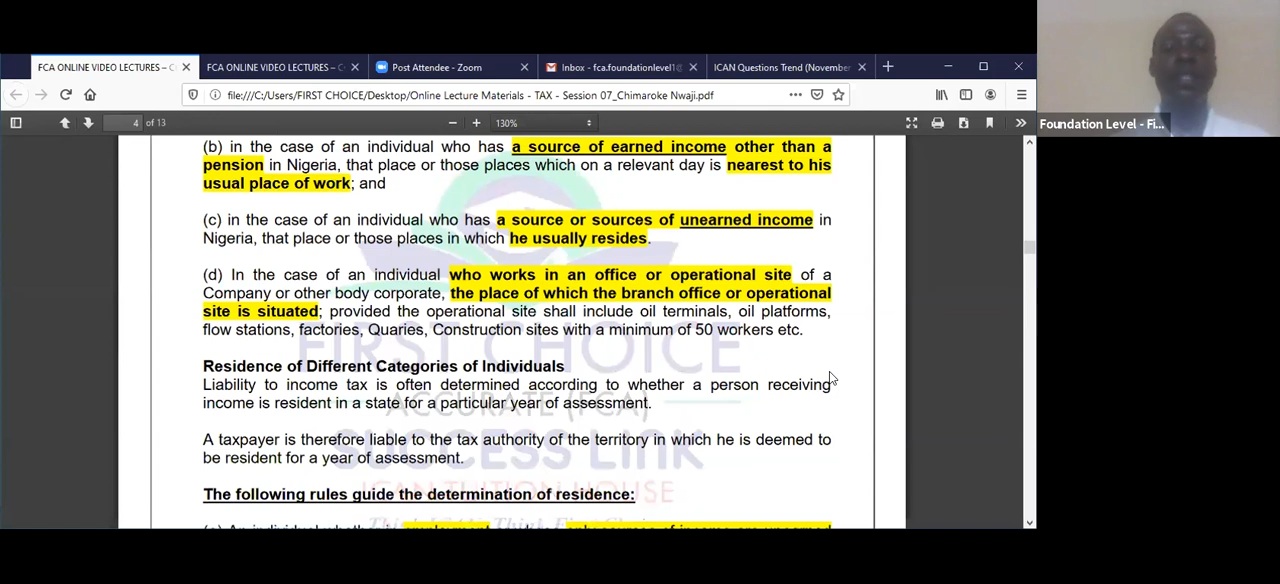 FCA ONLINE VIDEO LECTURES – C
FCA ONLINE VIDEO LECTURES – C
Post Attendee - Zoom
Inbox - fca.foundationlevel1@
ICAN Questions Trend (November
file:///C:/Users/FIRST CHOICE/Desktop/Online Lecture Materials - TAX - Session 07_Chimaroke Nwaji.pdf
Foundation Level - Fi...
4 of 13
130%
(b) in the case of an individual who has a source of earned income other than a
pension in Nigeria, that place or those places which on a relevant day is nearest to his
usual place of work; and
(c) in the case of an individual who has a source or sources of unearned income in
Nigeria, that place or those places in which he usually resides.
(d) In the case of an individual who works in an office or operational site of a
Company or other body corporate, the place of which the branch office or operational
site is situated; provided the operational site shall include oil terminals, oil platforms,
flow stations, factories, Quaries, Construction sites with a minimum of 50 workers etc.
FIRST CHOICE
Residence of Different Categories of Individuals
Liability to income tax is often determined according to whether a person receiving
income is resident in a state for a particular year of assessment.
ACCURATE (FCA)
A taxpayer is therefore liable to the tax authority of the territory in which he is deemed to
be resident for a year of assessment.
SUCCESS LINK
The following rules guide the determination of residence:
ICAN TUITION HOUSE